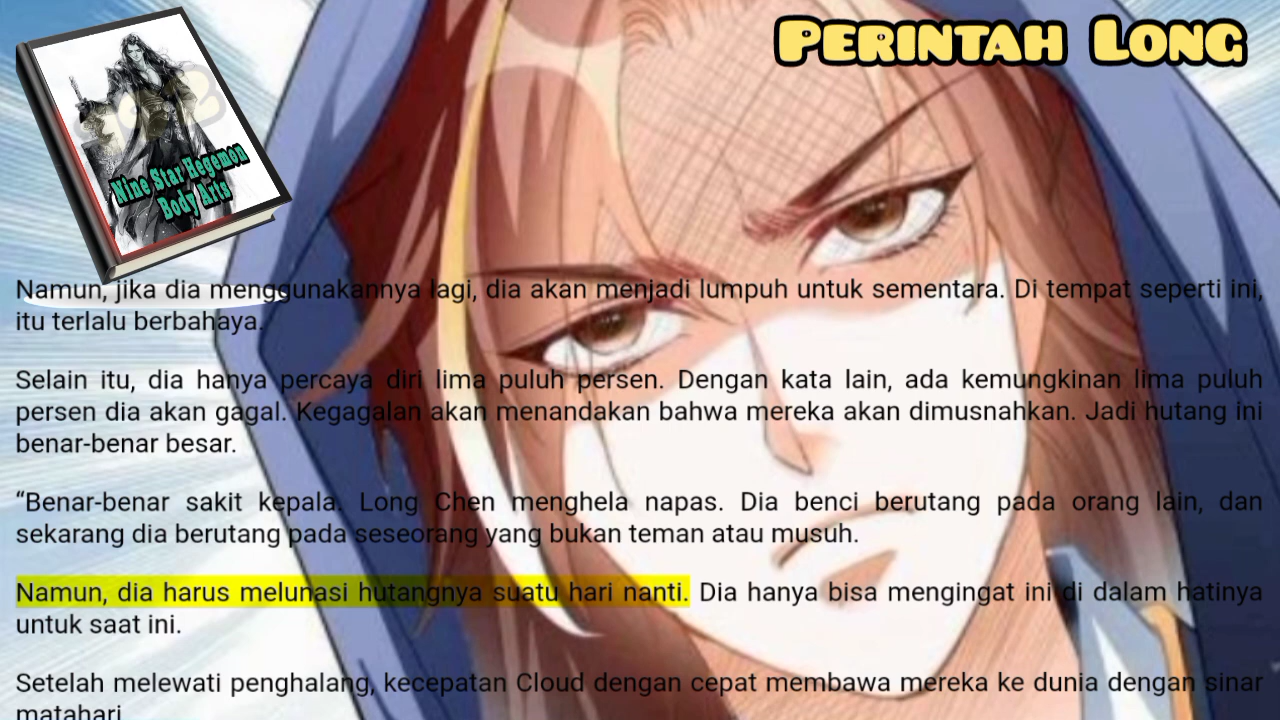 PERINTAH LONG
Nine Star Hegemon
Body Arts
Namun, jika dia menggunakannya lagi, dia akan menjadi lumpuh untuk sementara. Di tempat seperti ini,
itu terlalu berbahaya.
Selain itu, dia hanya percaya diri lima puluh persen. Dengan kata lain, ada kemungkinan lima puluh
persen dia akan gagal. Kegagalan akan menandakan bahwa mereka akan dimusnahkan. Jadi hutang ini
benar-benar besar.
“Benar-benar sakit kepala. Long Chen menghela napas. Dia benci berutang pada orang lain, dan
sekarang dia berutang pada seseorang yang bukan teman atau musuh.
Namun, dia harus melunasi hutangnya suatu hari nanti. Dia hanya bisa mengingat ini di dalam hatinya
untuk saat ini.
Setelah melewati penghalang, kecepatan Cloud dengan cepat membawa mereka ke dunia dengan sinar
matahari.